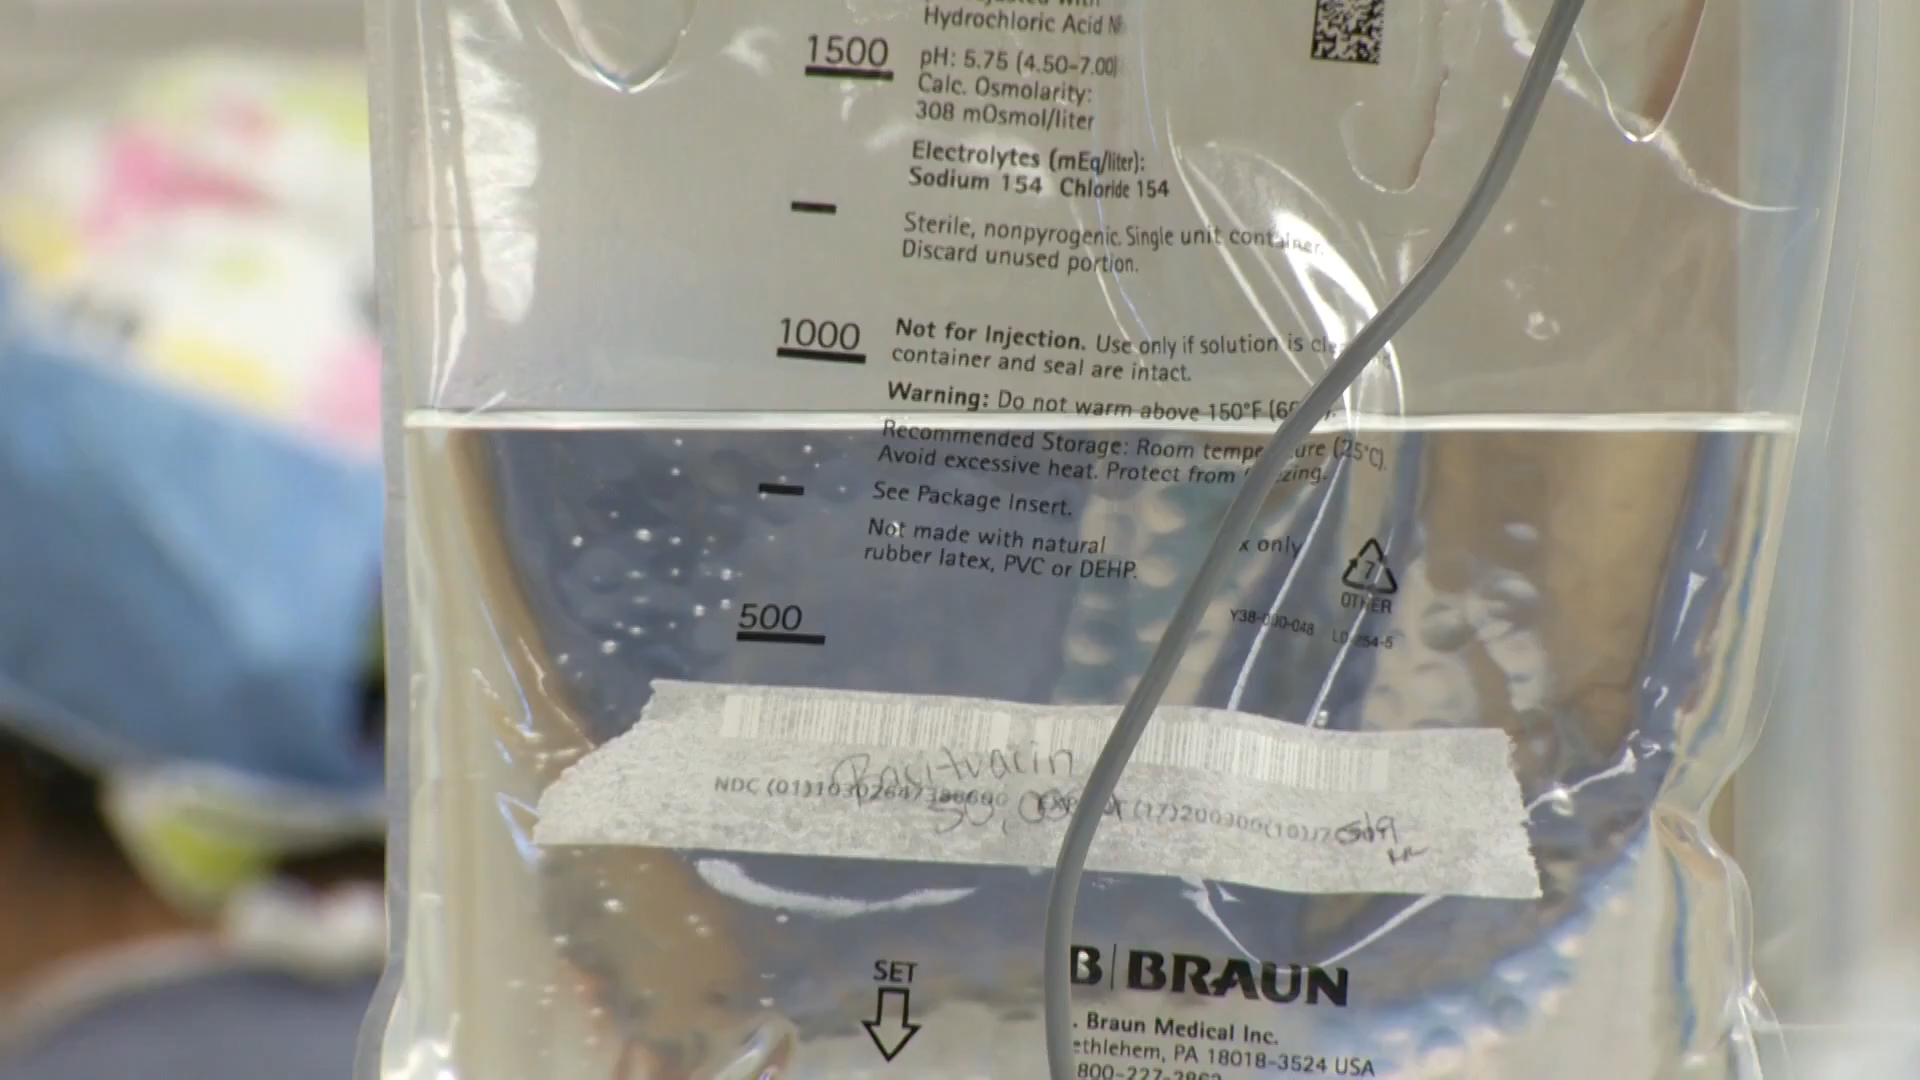 Hydrochloric Acid
1500
pH: 5.75 (4.50-7.00)
Calc. Osmolarity:
308 mOsmol/liter
Electrolytes (mEq/liter):
Sodium 154 Chloride 154
Sterile, nonpyrogenic. Single unit container.
Discard unused portion.
1000
Not for Injection. Use only if solution is
container and seal are intact.
Warning: Do not warm above 150°F
Recommended Storage: Room temperature (25°C).
Avoid excessive heat. Protect from
See Package Insert.
Not made with natural
rubber latex, PVC or DEHP.
only
7
OTHER
500
Bacitracin
50,000
NDC
SET
B|BRAUN
Braun Medical Inc.
PA 18018-3524 USA